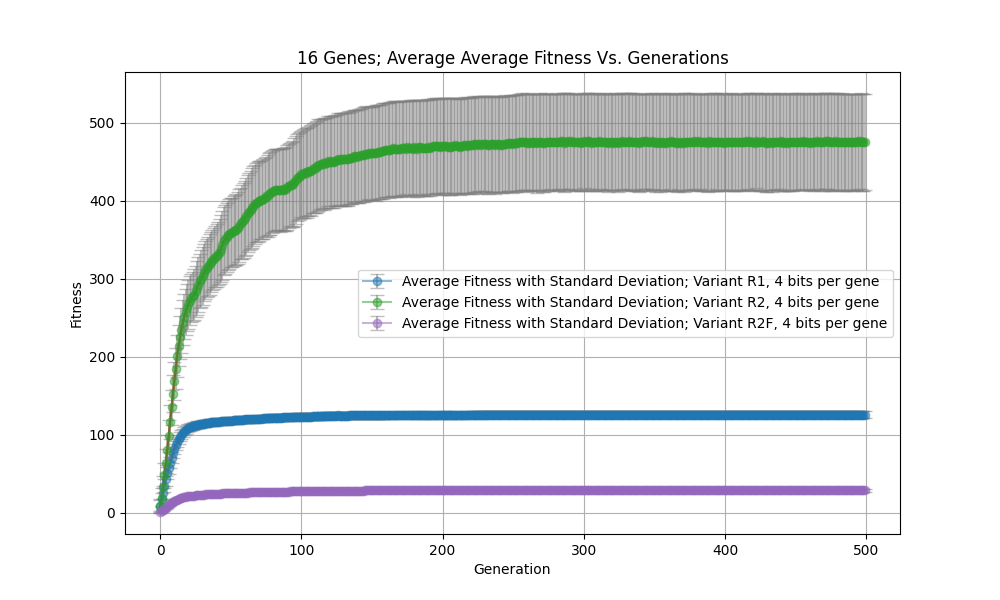 16 Genes; Average Average Fitness Vs. Generations
Fitness
500
400
300
200
100
0
Average Fitness with Standard Deviation; Variant R1, 4 bits per gene
Average Fitness with Standard Deviation; Variant R2, 4 bits per gene
Average Fitness with Standard Deviation; Variant R2F, 4 bits per gene
0 100 200 300 400 500
Generation